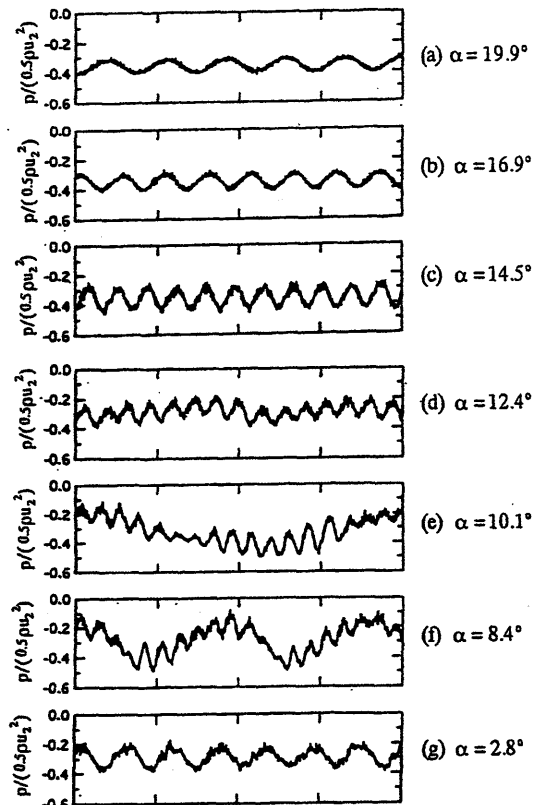 0.0
-0.2
-0.4
-0.6
p/(0.5ρu₂²)
(a) α = 19.9°
0.0
-0.2
-0.4
-0.6
p/(0.5ρu₂²)
(b) α = 16.9°
0.0
-0.2
-0.4
-0.6
p/(0.5ρu₂²)
(c) α = 14.5°
0.0
-0.2
-0.4
-0.6
p/(0.5ρu₂²)
(d) α = 12.4°
0.0
-0.2
-0.4
-0.6
p/(0.5ρu₂²)
(e) α = 10.1°
0.0
-0.2
-0.4
-0.6
p/(0.5ρu₂²)
(f) α = 8.4°
0.0
-0.2
-0.4
-0.6
p/(0.5ρu₂²)
(g) α = 2.8°